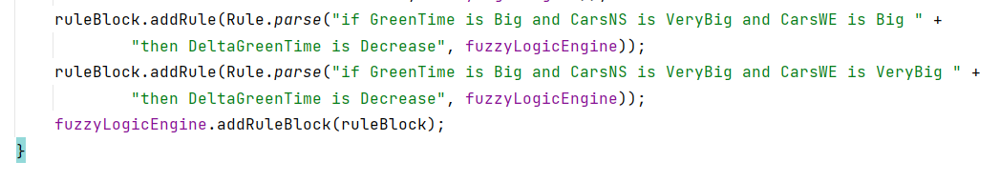 ruleBlock.addRule(Rule.parse("if GreenTime is Big and CarsNS is VeryBig and CarsWE is Big " +
"then DeltaGreenTime is Decrease", fuzzyLogicEngine));
ruleBlock.addRule(Rule.parse("if GreenTime is Big and CarsNS is VeryBig and CarsWE is VeryBig " +
"then DeltaGreenTime is Decrease", fuzzyLogicEngine));
fuzzyLogicEngine.addRuleBlock(ruleBlock);
}